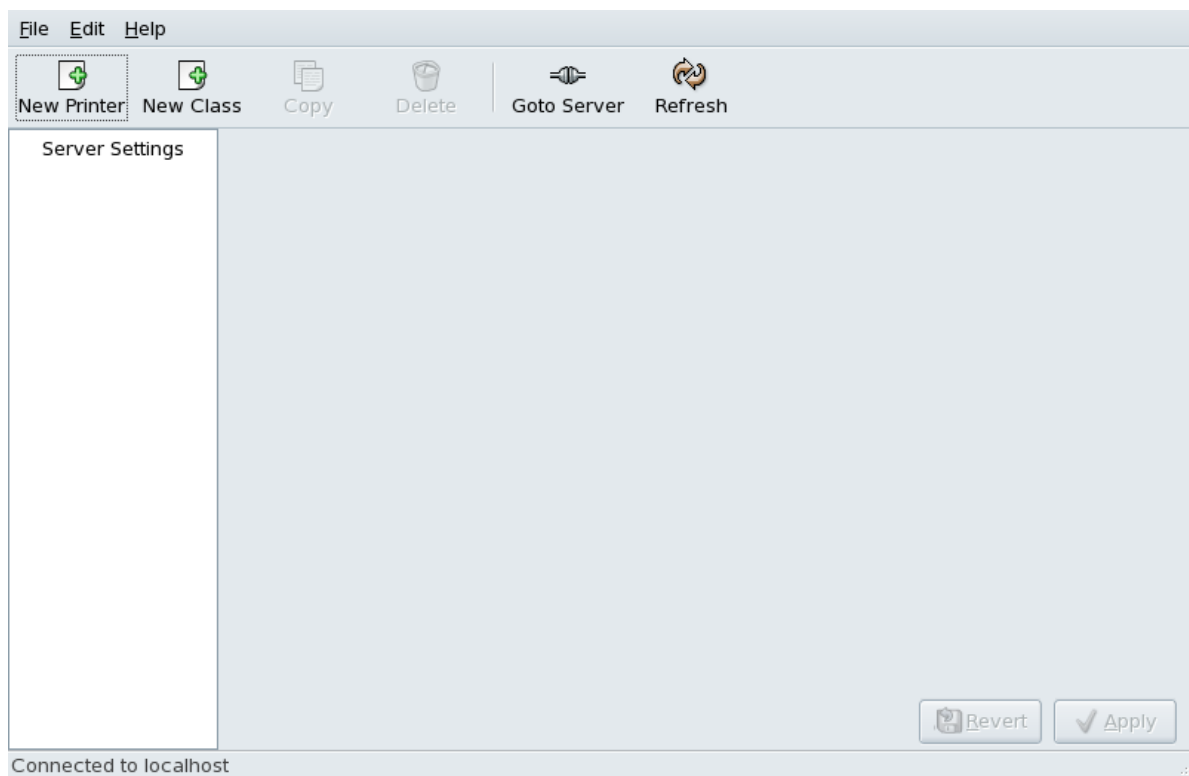 File Edit Help
New Printer New Class Copy Delete Goto Server Refresh
Server Settings
Revert Apply
Connected to localhost